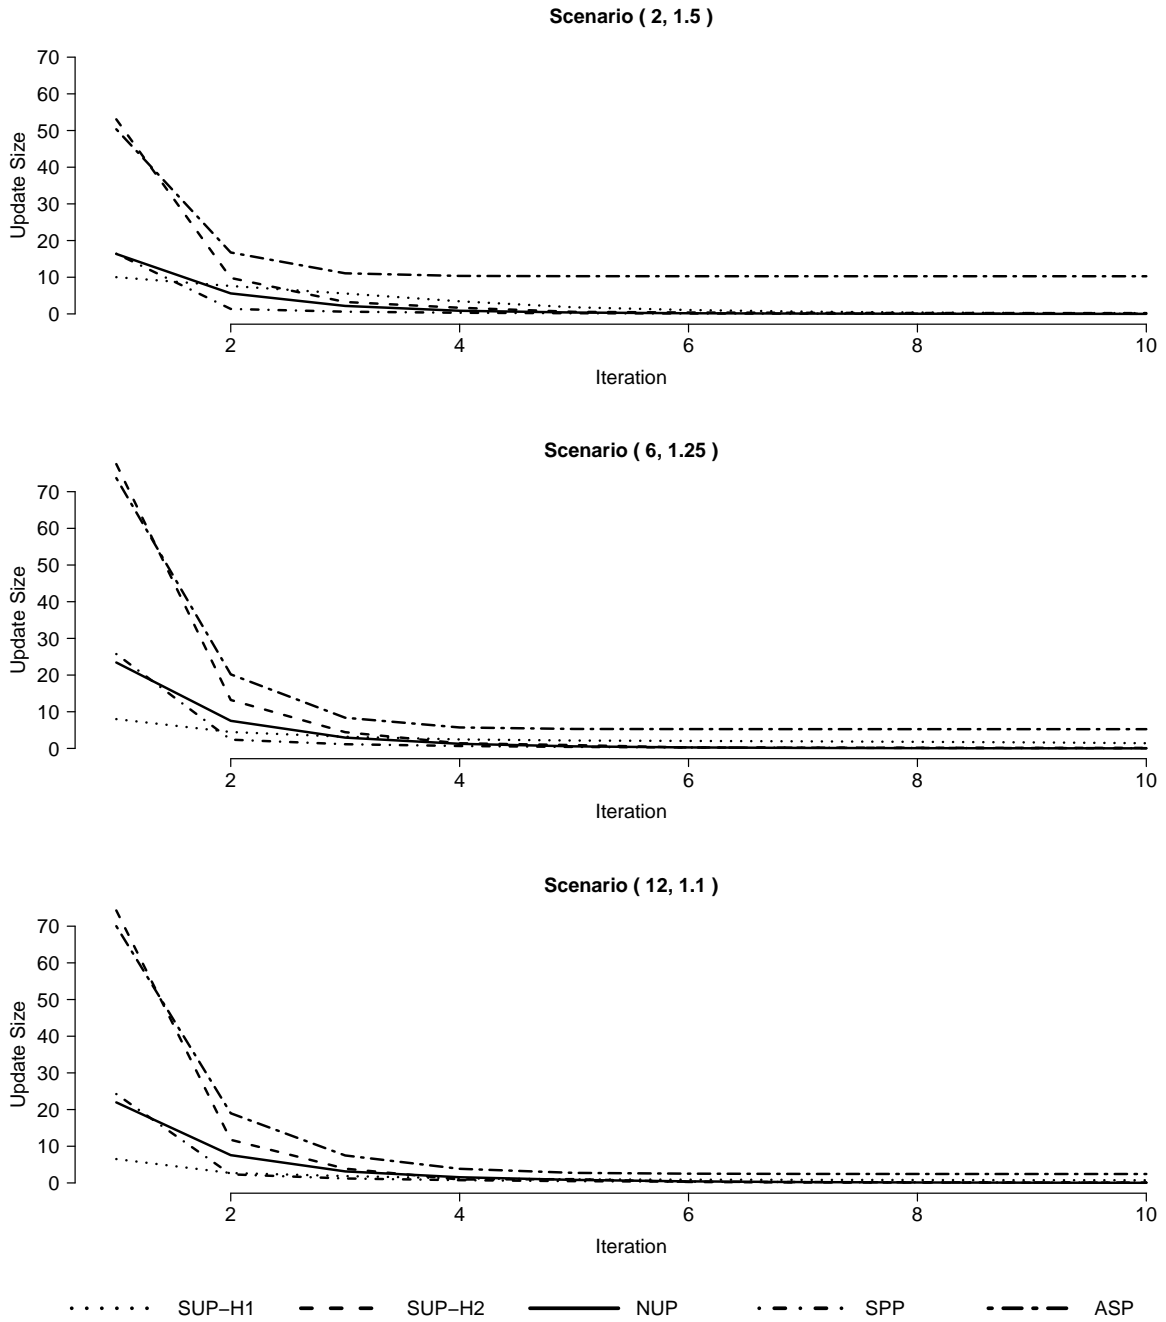 Scenario ( 2, 1.5 )
70
60
50
40
30
20
10
0
Update Size
2 4 6 8 10
Iteration
Scenario ( 6, 1.25 )
70
60
50
40
30
20
10
0
Update Size
2 4 6 8 10
Iteration
Scenario ( 12, 1.1 )
70
60
50
40
30
20
10
0
Update Size
2 4 6 8 10
Iteration
SUP−H1 SUP−H2 NUP SPP ASP